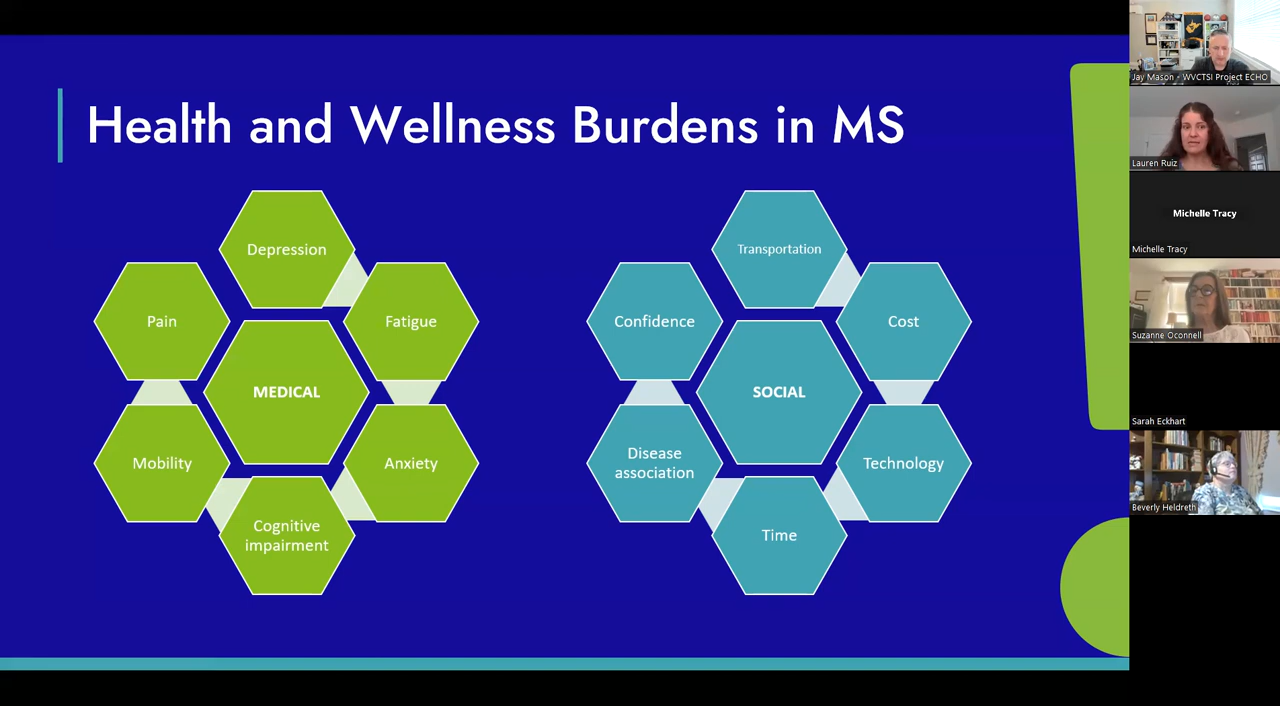 Health and Wellness Burdens in MS
Depression
Pain
Fatigue
MEDICAL
Mobility
Anxiety
Cognitive
impairment
Transportation
Confidence
Cost
SOCIAL
Disease
association
Technology
Time
Jay Mason - WVCTSI Project ECHO
Lauren Ruiz
Michelle Tracy
Michelle Tracy
Suzanne Oconnell
Sarah Eckhart
Beverly Heldreth